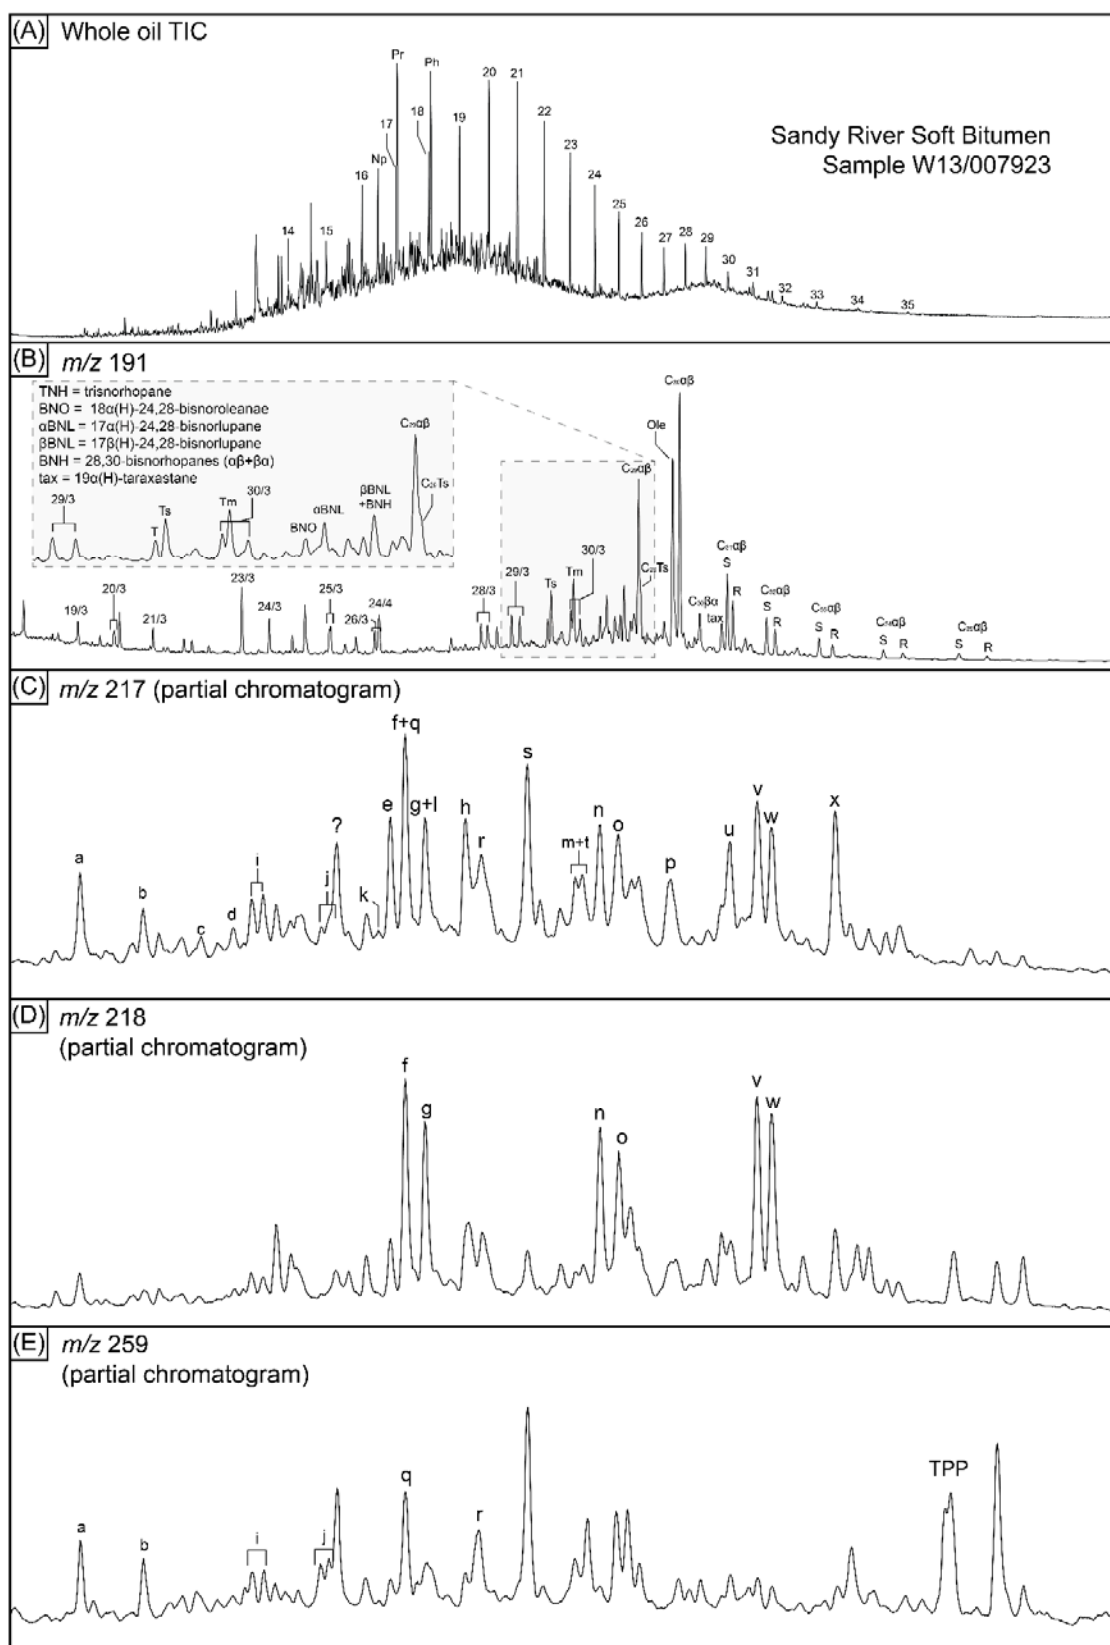 (A) Whole oil TIC
Sandy River Soft Bitumen
Sample W13/007923
14
15
16
Np
17
Pr
18
Ph
19
20
21
22
23
24
25
26
27
28
29
30
31
32
33
34
35
(B) m/z 191
TNH = trisnorhopane
BNO = 18α(H)-24,28-bisnoroleanae
αBNL = 17α(H)-24,28-bisnorlupane
βBNL = 17β(H)-24,28-bisnorlupane
BNH = 28,30-bisnorhopanes (αβ+βα)
tax = 19α(H)-taraxastane
29/3
T
Ts
Tm
30/3
BNO
αBNL
βBNL
+BNH
C₂₉αβ
C₂₉Ts
19/3
20/3
21/3
23/3
24/3
25/3
26/3
24/4
28/3
29/3
Ts
Tm
30/3
C₂₉αβ
C₂₉Ts
Ole
C₃₀αβ
C₃₀βα
tax
C₃₁αβ
S
R
C₃₂αβ
S
R
C₃₃αβ
S
R
C₃₄αβ
S
R
C₃₅αβ
S
R
(C) m/z 217 (partial chromatogram)
a
b
c
d
i
j
?
k
e
f+q
g+l
h
r
s
m+t
n
o
p
u
v
w
x
(D) m/z 218
(partial chromatogram)
f
g
n
o
v
w
(E) m/z 259
(partial chromatogram)
a
b
i
j
q
r
TPP